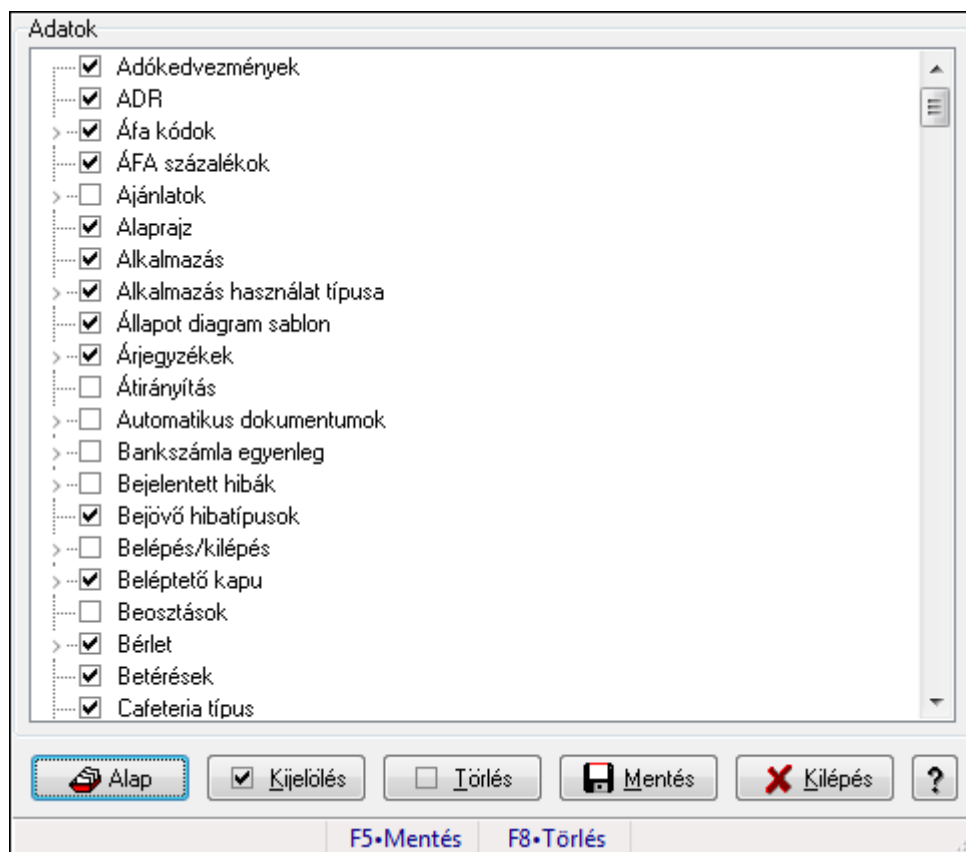 Adatok
Adókedvezmények
ADR
Áfa kódok
ÁFA százalékok
Ajánlatok
Alaprajz
Alkalmazás
Alkalmazás használat típusa
Állapot diagram sablon
Árjegyzékek
Átirányítás
Automatikus dokumentumok
Bankszámla egyenleg
Bejelentett hibák
Bejövő hibatípusok
Belépés/kilépés
Beléptető kapu
Beosztások
Bérlet
Betérések
Cafeteria típus
Alap Kijelölés Törlés Mentés Kilépés ?
F5•Mentés F8•Törlés